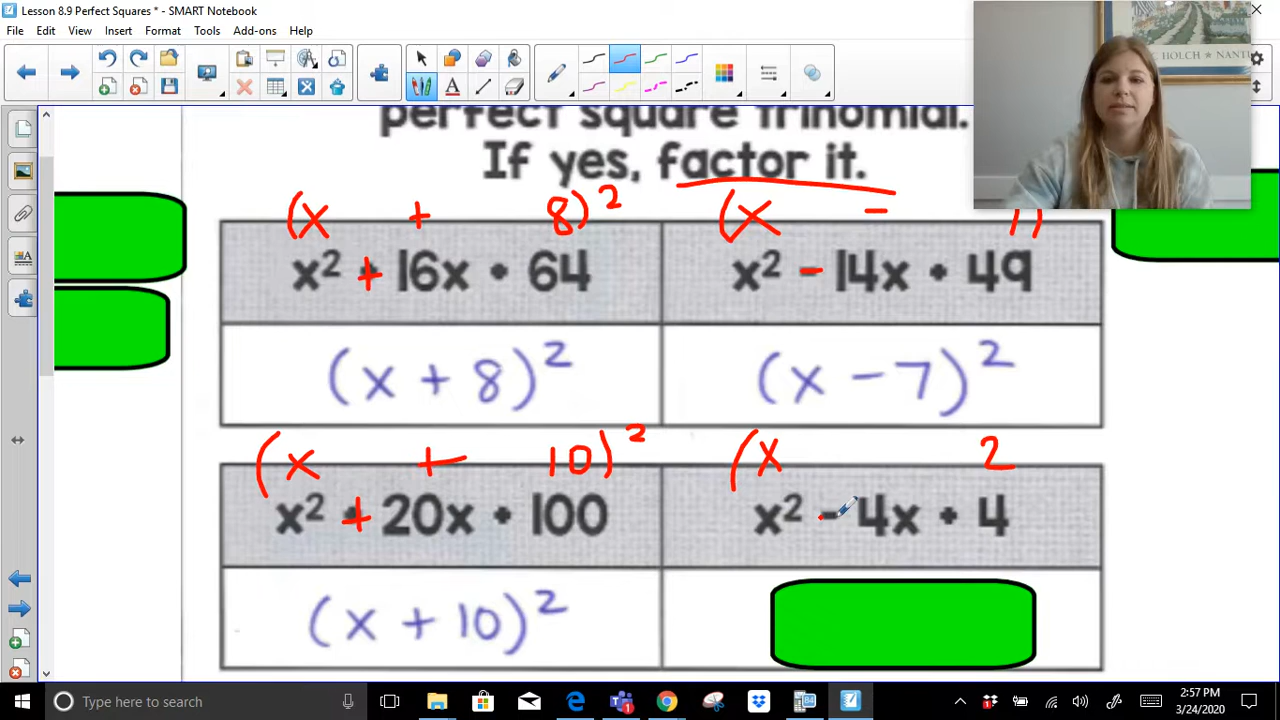 Lesson 8.9 Perfect Squares * - SMART Notebook
File Edit View Insert Format Tools Add-ons Help
HOLCH • NANT
perfect square trinomial.
If yes, factor it.
(x + 8)²
(x -
x² + 16x + 64
x² - 14x + 49
(x + 8)²
(x - 7)²
(x + 10)²
(x 2
x² + 20x + 100
x² - 4x + 4
(x + 10)²
Type here to search
2:57 PM
3/24/2020